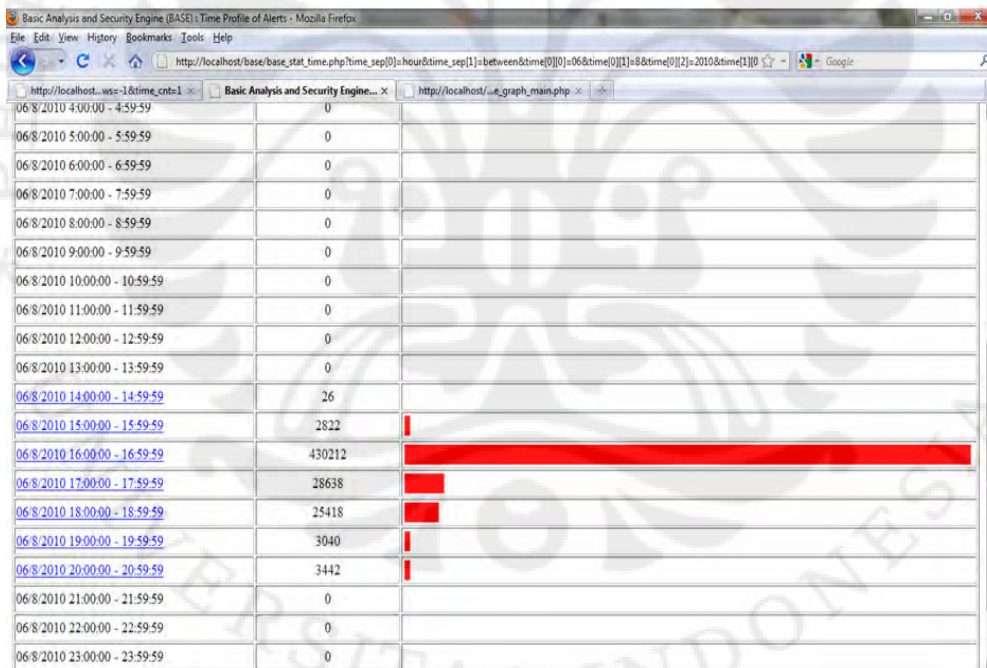 Basic Analysis and Security Engine (BASE) : Time Profile of Alerts - Mozilla Firefox
File Edit View History Bookmarks Tools Help
http://localhost/base/base_stat_time.php?time_sep[0]=hour&time_sep[1]=between&time[0][0]=06&time[0][1]=8&time[0][2]=2010&time[1][0 Google
http://localhost...ws=-1&time_cnt=1 Basic Analysis and Security Engine... http://localhost/...e_graph_main.php
06/8/2010 4:00:00 - 4:59:59 0
06/8/2010 5:00:00 - 5:59:59 0
06/8/2010 6:00:00 - 6:59:59 0
06/8/2010 7:00:00 - 7:59:59 0
06/8/2010 8:00:00 - 8:59:59 0
06/8/2010 9:00:00 - 9:59:59 0
06/8/2010 10:00:00 - 10:59:59 0
06/8/2010 11:00:00 - 11:59:59 0
06/8/2010 12:00:00 - 12:59:59 0
06/8/2010 13:00:00 - 13:59:59 0
06/8/2010 14:00:00 - 14:59:59 26
06/8/2010 15:00:00 - 15:59:59 2822
06/8/2010 16:00:00 - 16:59:59 430212
06/8/2010 17:00:00 - 17:59:59 28638
06/8/2010 18:00:00 - 18:59:59 25418
06/8/2010 19:00:00 - 19:59:59 3040
06/8/2010 20:00:00 - 20:59:59 3442
06/8/2010 21:00:00 - 21:59:59 0
06/8/2010 22:00:00 - 22:59:59 0
06/8/2010 23:00:00 - 23:59:59 0